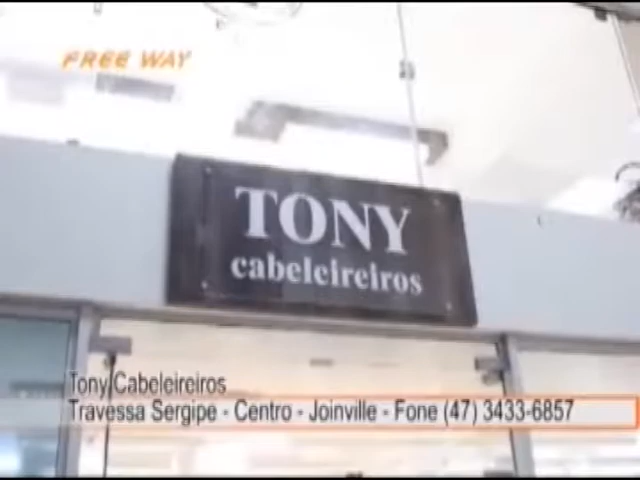 FREE WAY
TONY
cabeleireiros
Tony Cabeleireiros
Travessa Sergipe - Centro - Joinville - Fone (47) 3433-6857